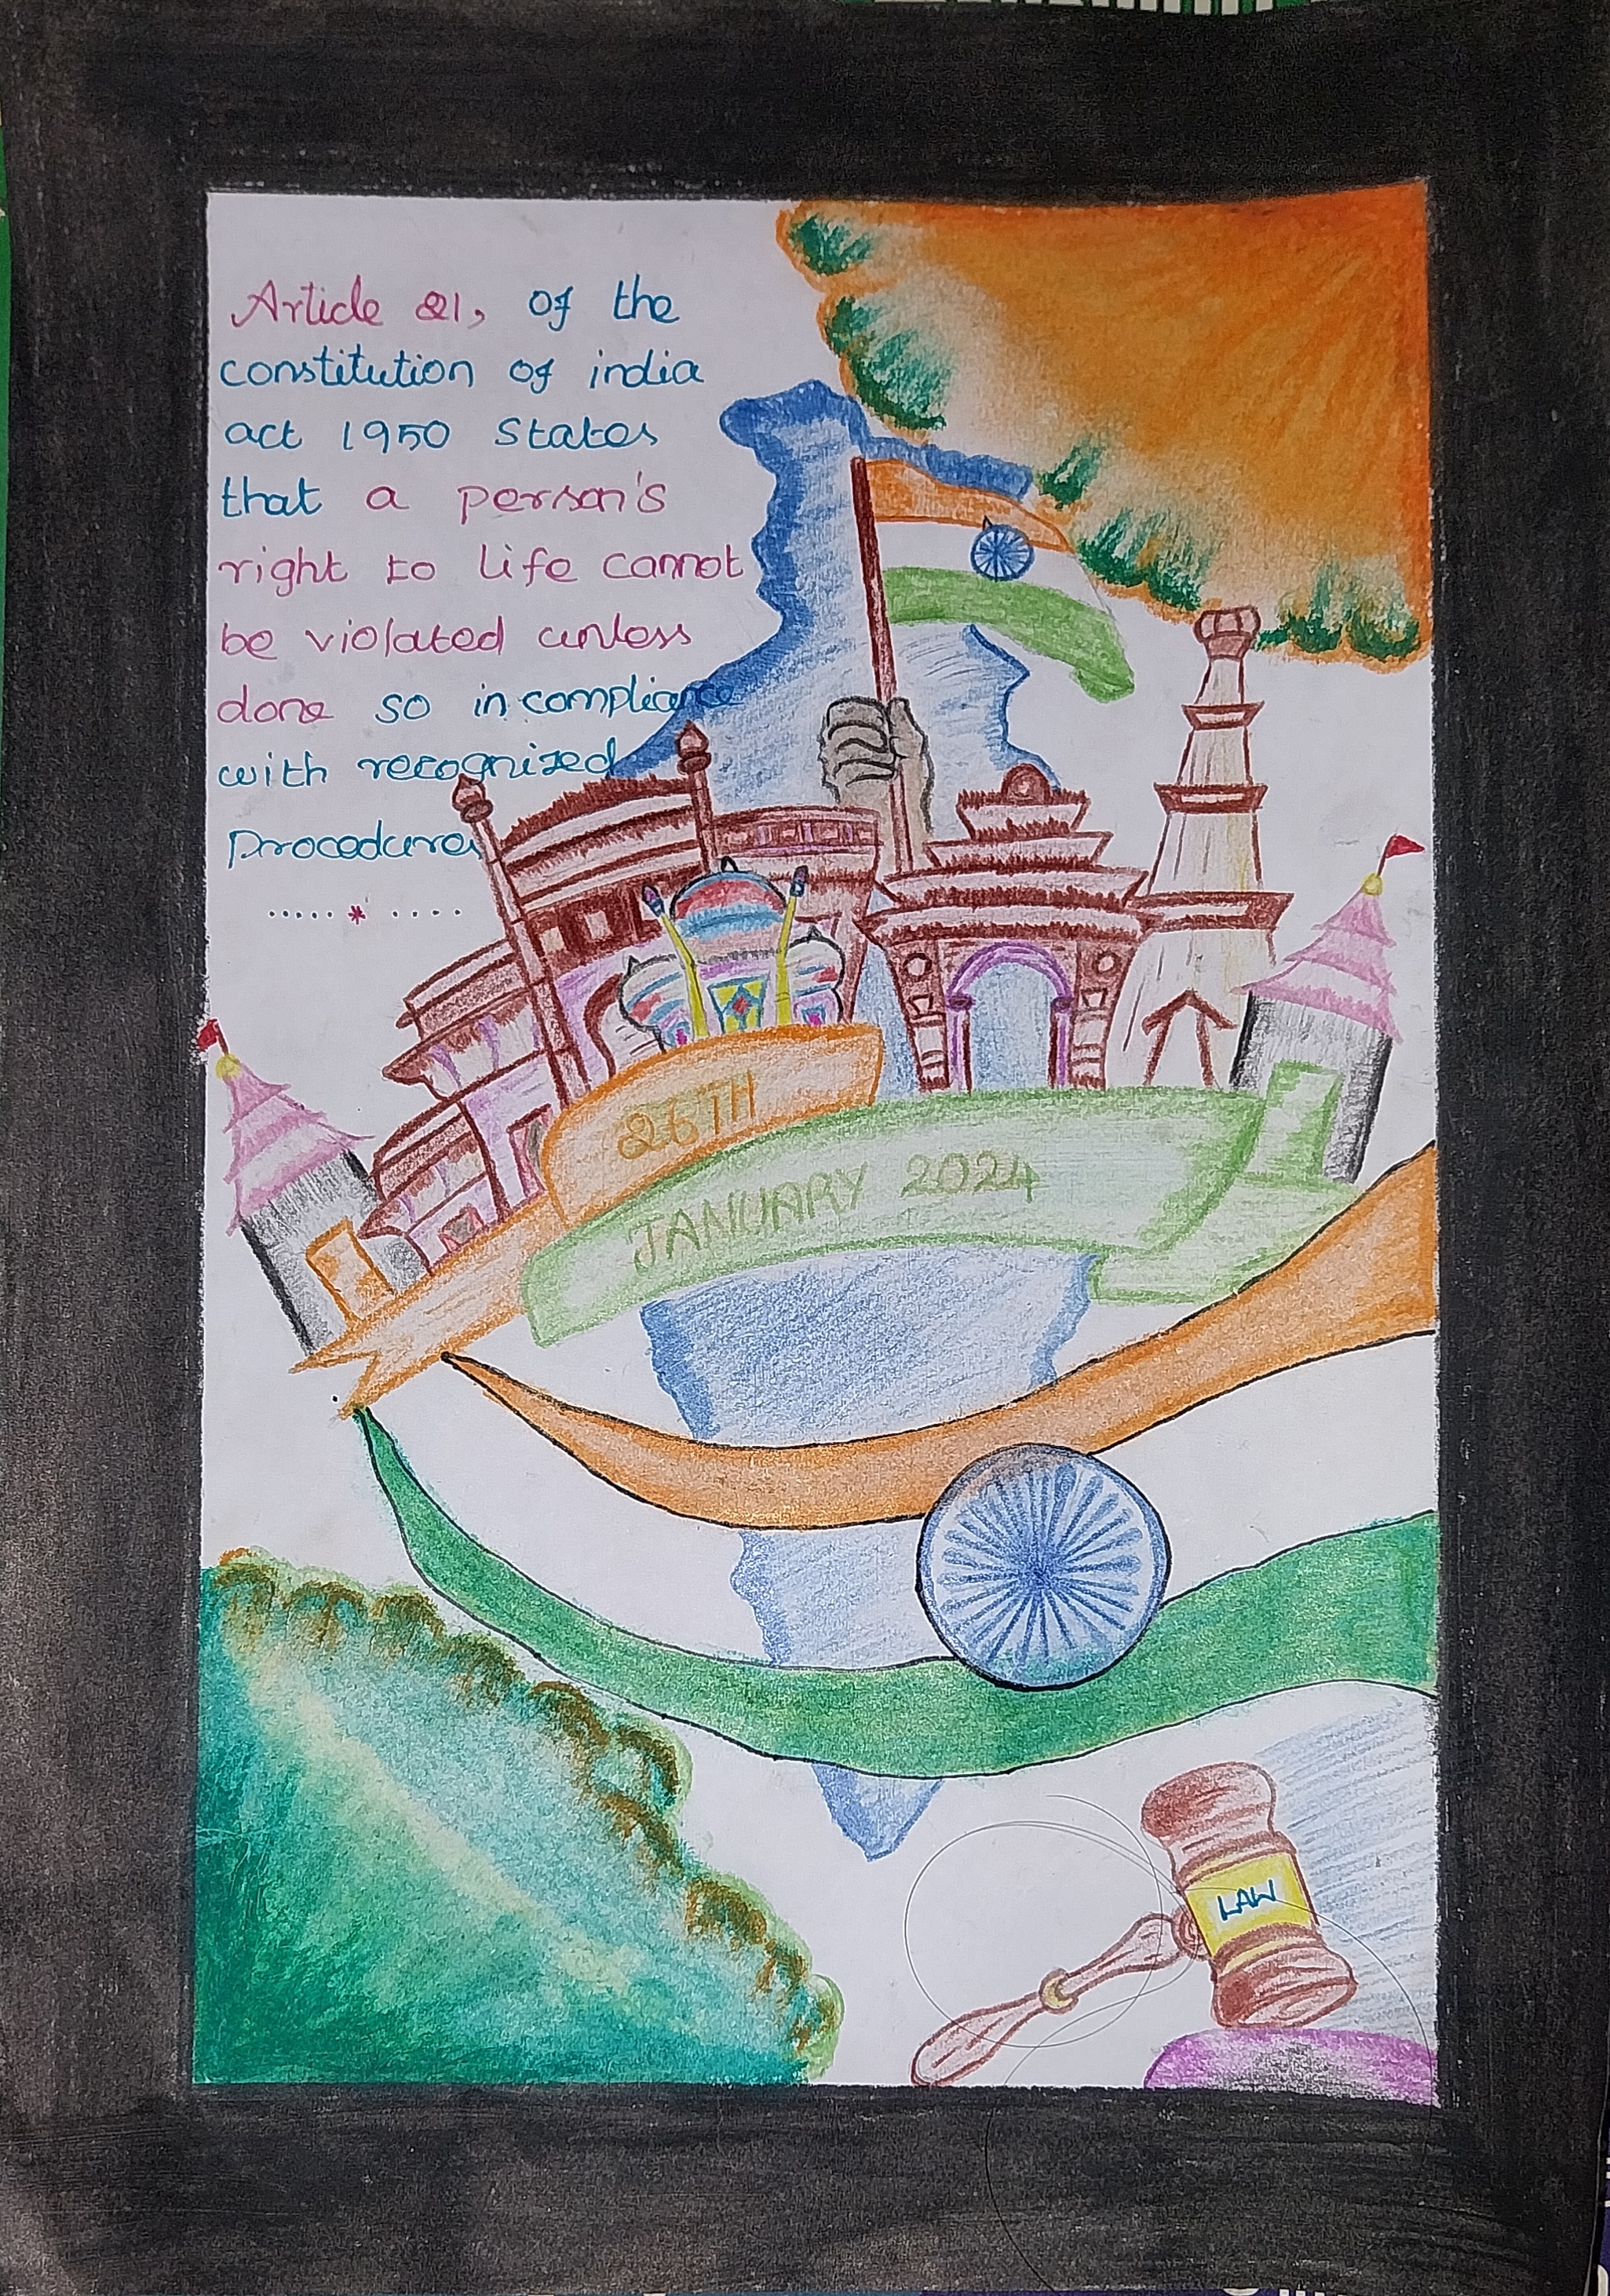 Article 21, of the
constitution of india
act 1950 states
that a person's
right to life cannot
be violated unless
done so in compliance
with recognized
Procedure
26TH
JANUARY 2024
LAW